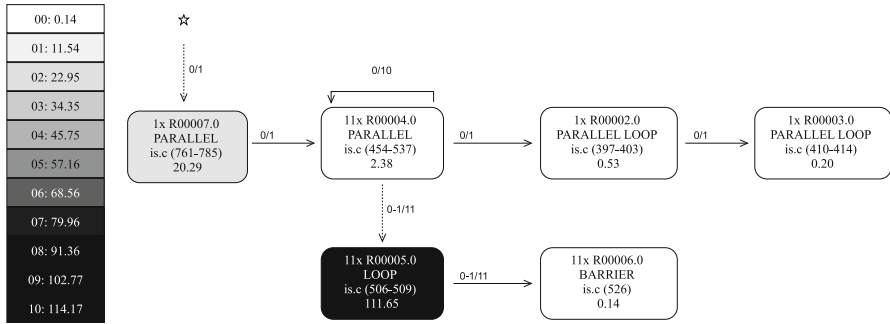 00: 0.14
01: 11.54
02: 22.95
03: 34.35
04: 45.75
05: 57.16
06: 68.56
07: 79.96
08: 91.36
09: 102.77
10: 114.17
0/1
0/10
1x R00007.0
PARALLEL
is.c (761-785)
20.29
0/1
11x R00004.0
PARALLEL
is.c (454-537)
2.38
0/1
1x R00002.0
PARALLEL LOOP
is.c (397-403)
0.53
0/1
1x R00003.0
PARALLEL LOOP
is.c (410-414)
0.20
0-1/11
11x R00005.0
LOOP
is.c (506-509)
111.65
0-1/11
11x R00006.0
BARRIER
is.c (526)
0.14